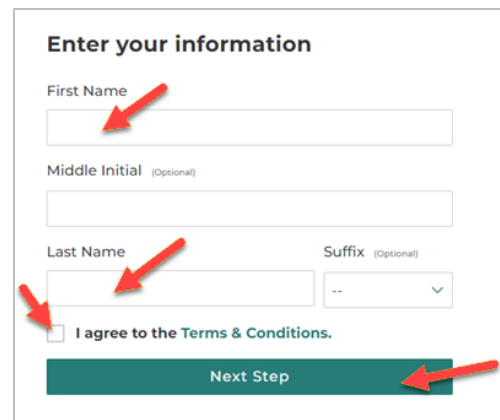 Enter your information
First Name
Middle Initial (Optional)
Last Name Suffix (Optional)
--
I agree to the Terms & Conditions.
Next Step